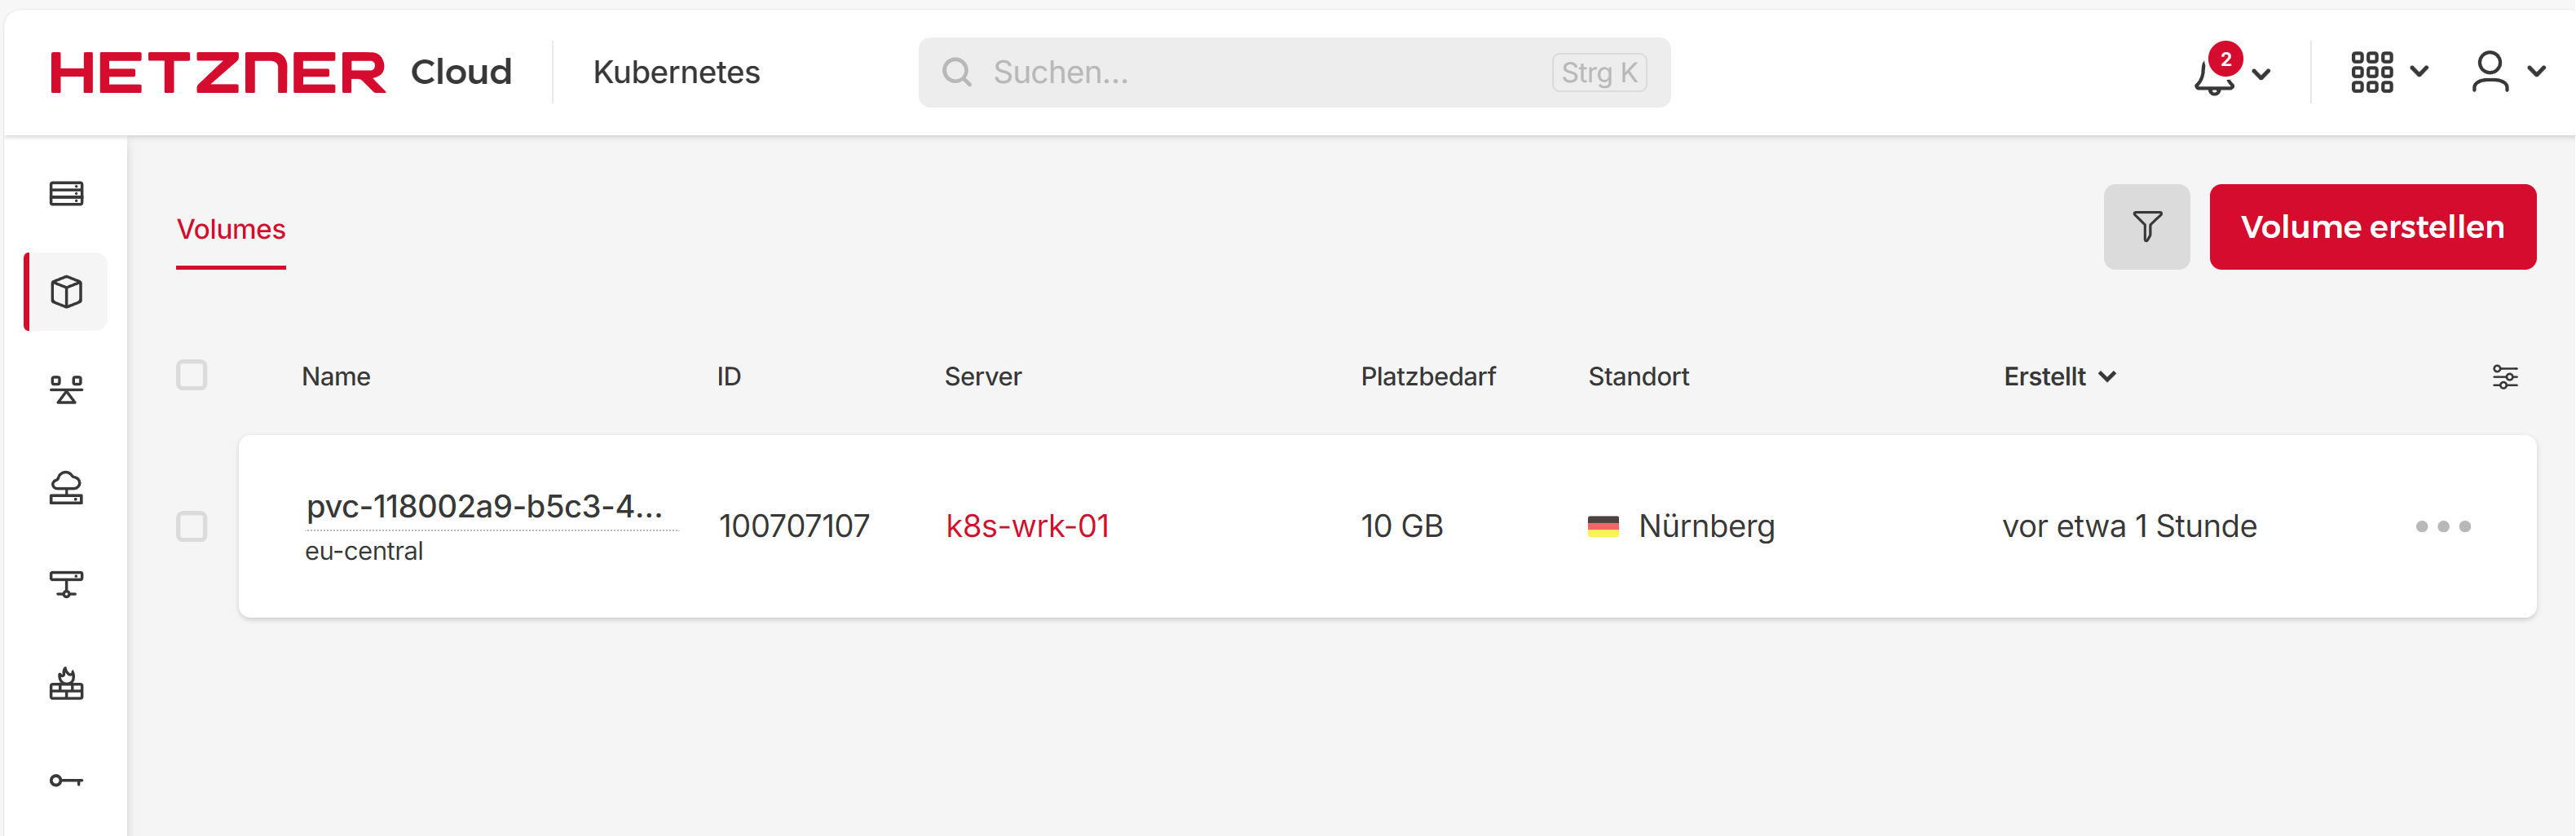 HETZNER Cloud Kubernetes Suchen... Strg K 2
Volumes Volume erstellen
Name ID Server Platzbedarf Standort Erstellt
pvc-118002a9-b5c3-4... 100707107 k8s-wrk-01 10 GB Nürnberg vor etwa 1 Stunde
eu-central